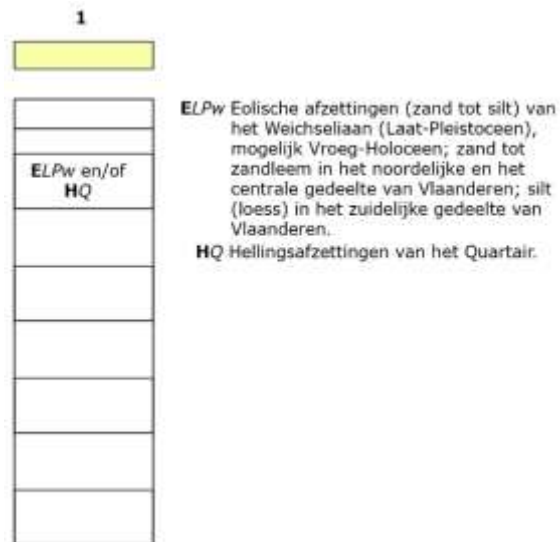 1
ELPw en/of
HQ
ELPw Eolische afzettingen (zand tot silt) van
het Weichseliaan (Laat-Pleistoceen),
mogelijk Vroeg-Holoceen; zand tot
zandleem in het noordelijke en het
centrale gedeelte van Vlaanderen; silt
(loess) in het zuidelijke gedeelte van
Vlaanderen.
HQ Hellingsafzettingen van het Quartair.